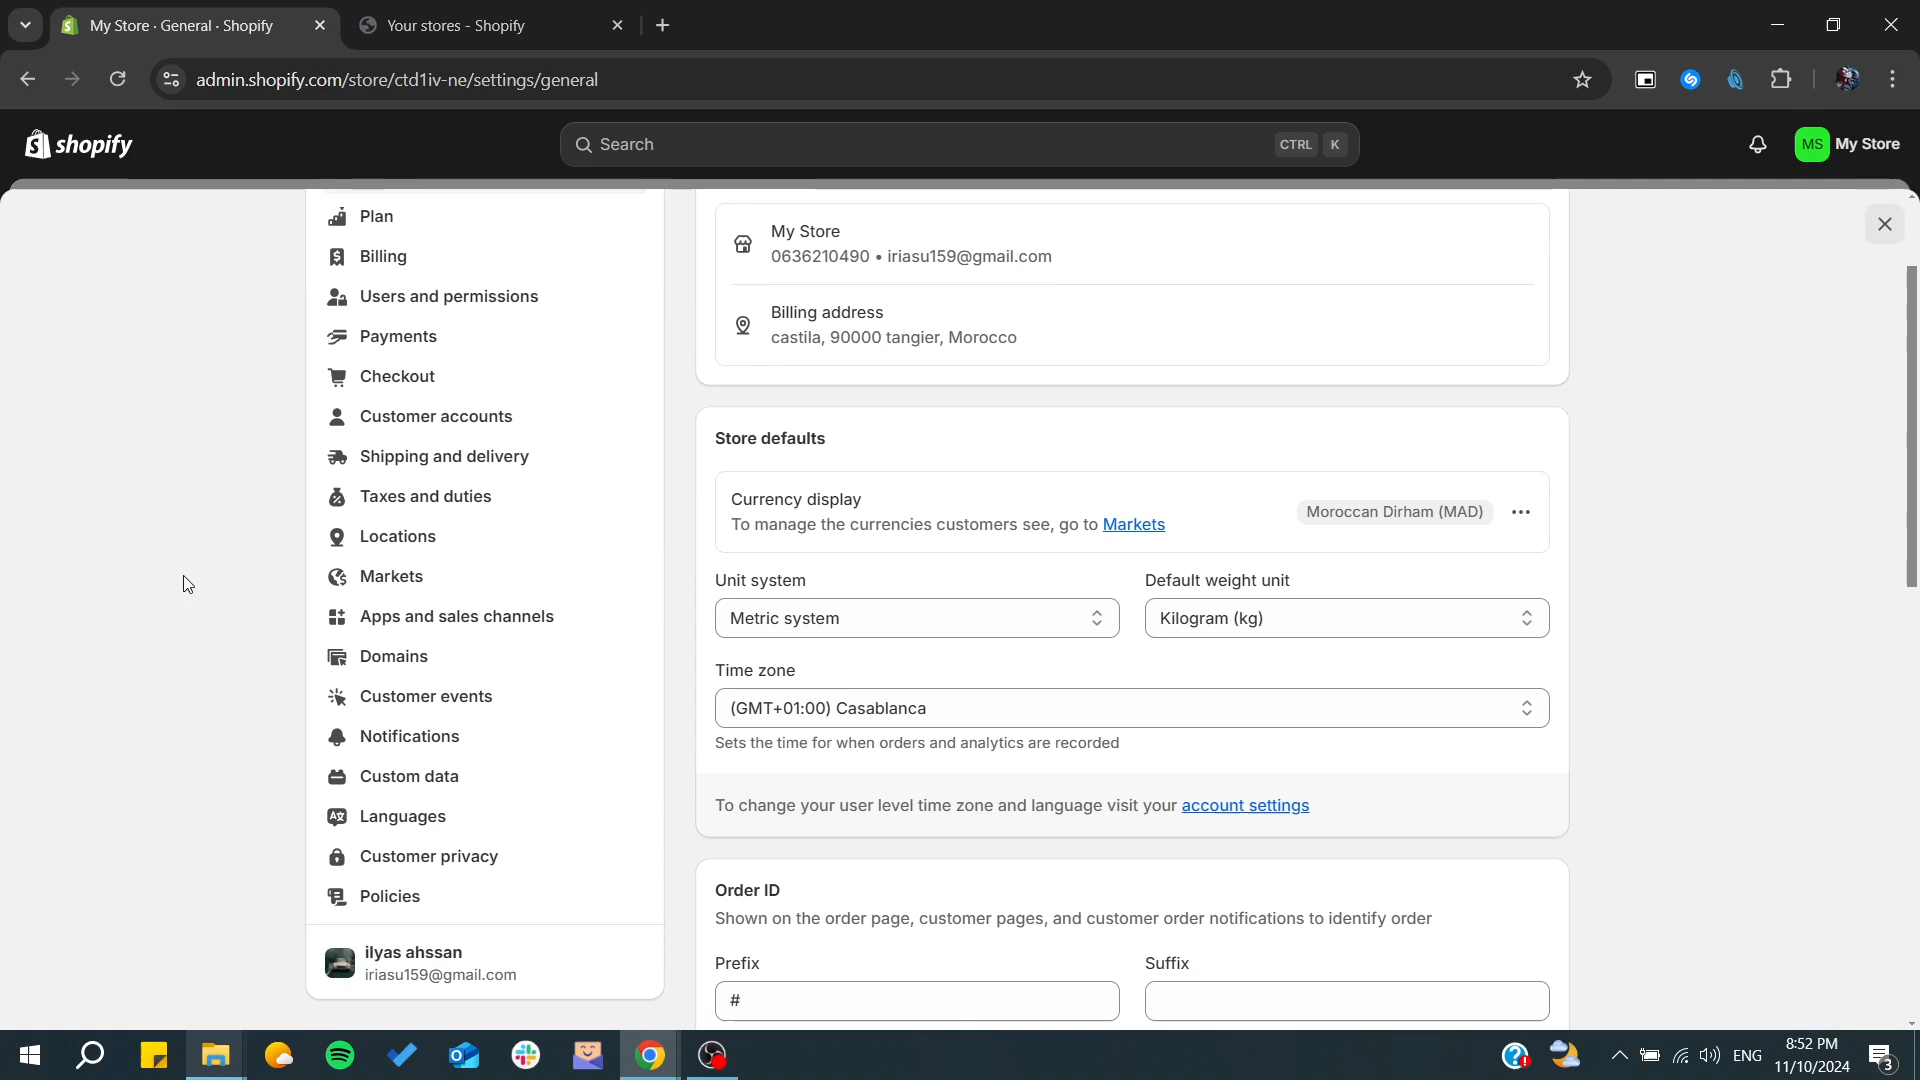 My Store · General · Shopify
Your stores - Shopify
admin.shopify.com/store/ctd1iv-ne/settings/general
shopify
Search
CTRL K
MS
My Store
Plan
Billing
Users and permissions
Payments
Checkout
Customer accounts
Shipping and delivery
Taxes and duties
Locations
Markets
Apps and sales channels
Domains
Customer events
Notifications
Custom data
Languages
Customer privacy
Policies
ilyas ahssan
iriasu159@gmail.com
My Store
0636210490 • iriasu159@gmail.com
Billing address
castila, 90000 tangier, Morocco
Store defaults
Currency display
To manage the currencies customers see, go to Markets
Moroccan Dirham (MAD)
Unit system
Default weight unit
Metric system
Kilogram (kg)
Time zone
(GMT+01:00) Casablanca
Sets the time for when orders and analytics are recorded
To change your user level time zone and language visit your account settings
Order ID
Shown on the order page, customer pages, and customer order notifications to identify order
Prefix
Suffix
#
ENG
8:52 PM
11/10/2024
3